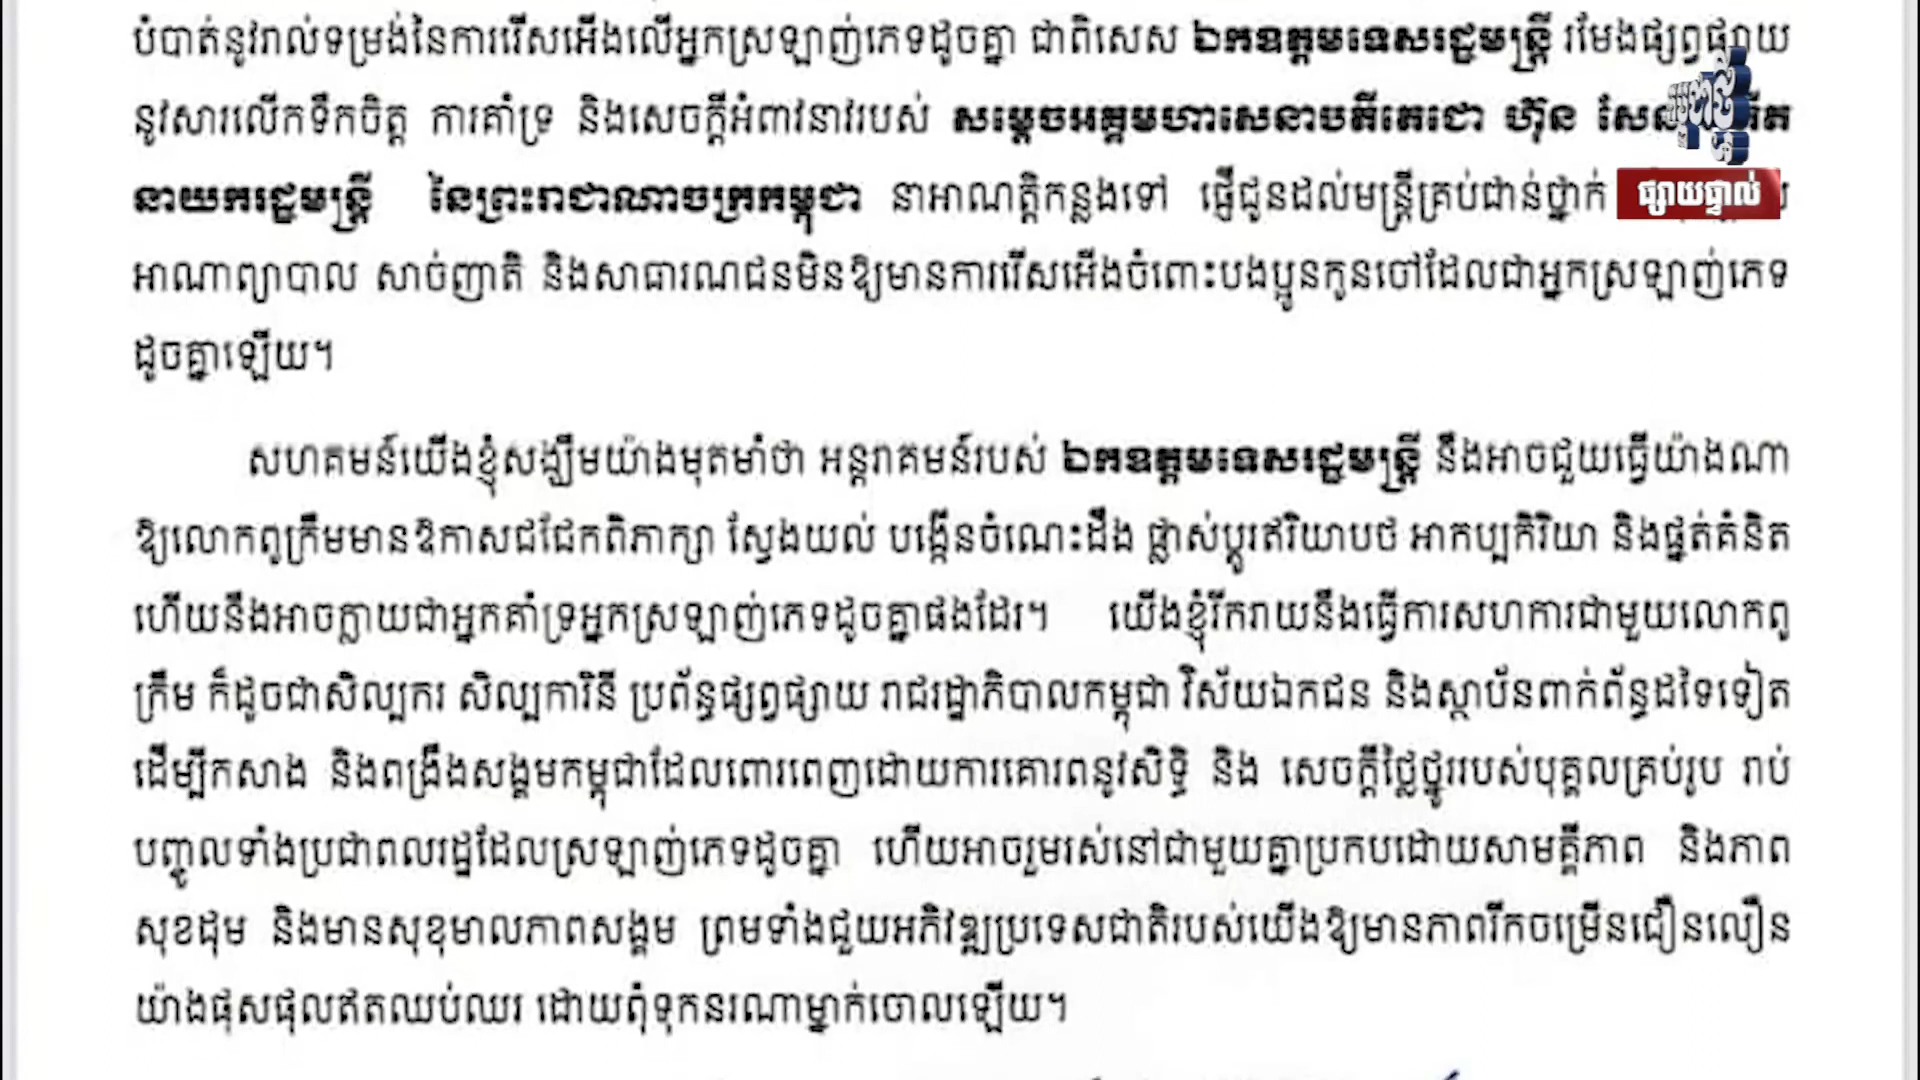 បំបាត់នូវរាល់ទម្រង់នៃការរើសអើងលើអ្នកស្រឡាញ់ភេទដូចគ្នា ជាពិសេស ឯកឧត្តមទេសរដ្ឋមន្ត្រី រមែងផ្សព្វផ្សាយ
នូវសារលើកទឹកចិត្ត ការគាំទ្រ និងសេចក្តីអំពាវនាវរបស់ សម្តេចអគ្គមហាសេនាបតីតេជោ ហ៊ុន សែន
នាយករដ្ឋមន្ត្រី នៃព្រះរាជាណាចក្រកម្ពុជា នាអាណត្តិកន្លងទៅ ផ្ញើជូនដល់មន្ត្រីគ្រប់ជាន់ថ្នាក់
ផ្សាយផ្ទាល់
អាណាព្យាបាល សាច់ញាតិ និងសាធារណជនមិនឱ្យមានការរើសអើងចំពោះបងប្អូនកូនចៅដែលជាអ្នកស្រឡាញ់ភេទ
ដូចគ្នាឡើយ។
សហគមន៍យើងខ្ញុំសង្ឃឹមយ៉ាងមុតមាំថា អន្តរាគមន៍របស់ ឯកឧត្តមទេសរដ្ឋមន្ត្រី នឹងអាចជួយធ្វើយ៉ាងណា
ឱ្យលោកពូក្រឹមមានឱកាសជជែកពិភាក្សា ស្វែងយល់ បង្កើនចំណេះដឹង ផ្លាស់ប្តូរឥរិយាបថ អាកប្បកិរិយា និងផ្នត់គំនិត
ហើយនឹងអាចក្លាយជាអ្នកគាំទ្រអ្នកស្រឡាញ់ភេទដូចគ្នាផងដែរ។ យើងខ្ញុំរីករាយនឹងធ្វើការសហការជាមួយលោកពូ
ក្រឹម ក៏ដូចជាសិល្បករ សិល្បការិនី ប្រព័ន្ធផ្សព្វផ្សាយ រាជរដ្ឋាភិបាលកម្ពុជា វិស័យឯកជន និងស្ថាប័នពាក់ព័ន្ធដទៃទៀត
ដើម្បីកសាង និងពង្រឹងសង្គមកម្ពុជាដែលពោរពេញដោយការគោរពនូវសិទ្ធិ និង សេចក្តីថ្លៃថ្នូររបស់បុគ្គលគ្រប់រូប រាប់
បញ្ចូលទាំងប្រជាពលរដ្ឋដែលស្រឡាញ់ភេទដូចគ្នា ហើយអាចរួមរស់នៅជាមួយគ្នាប្រកបដោយសាមគ្គីភាព និងភាព
សុខដុម និងមានសុខុមាលភាពសង្គម ព្រមទាំងជួយអភិវឌ្ឍប្រទេសជាតិរបស់យើងឱ្យមានភាពរីកចម្រើនជឿនលឿន
យ៉ាងផុសផុលឥតឈប់ឈរ ដោយពុំទុកនរណាម្នាក់ចោលឡើយ។